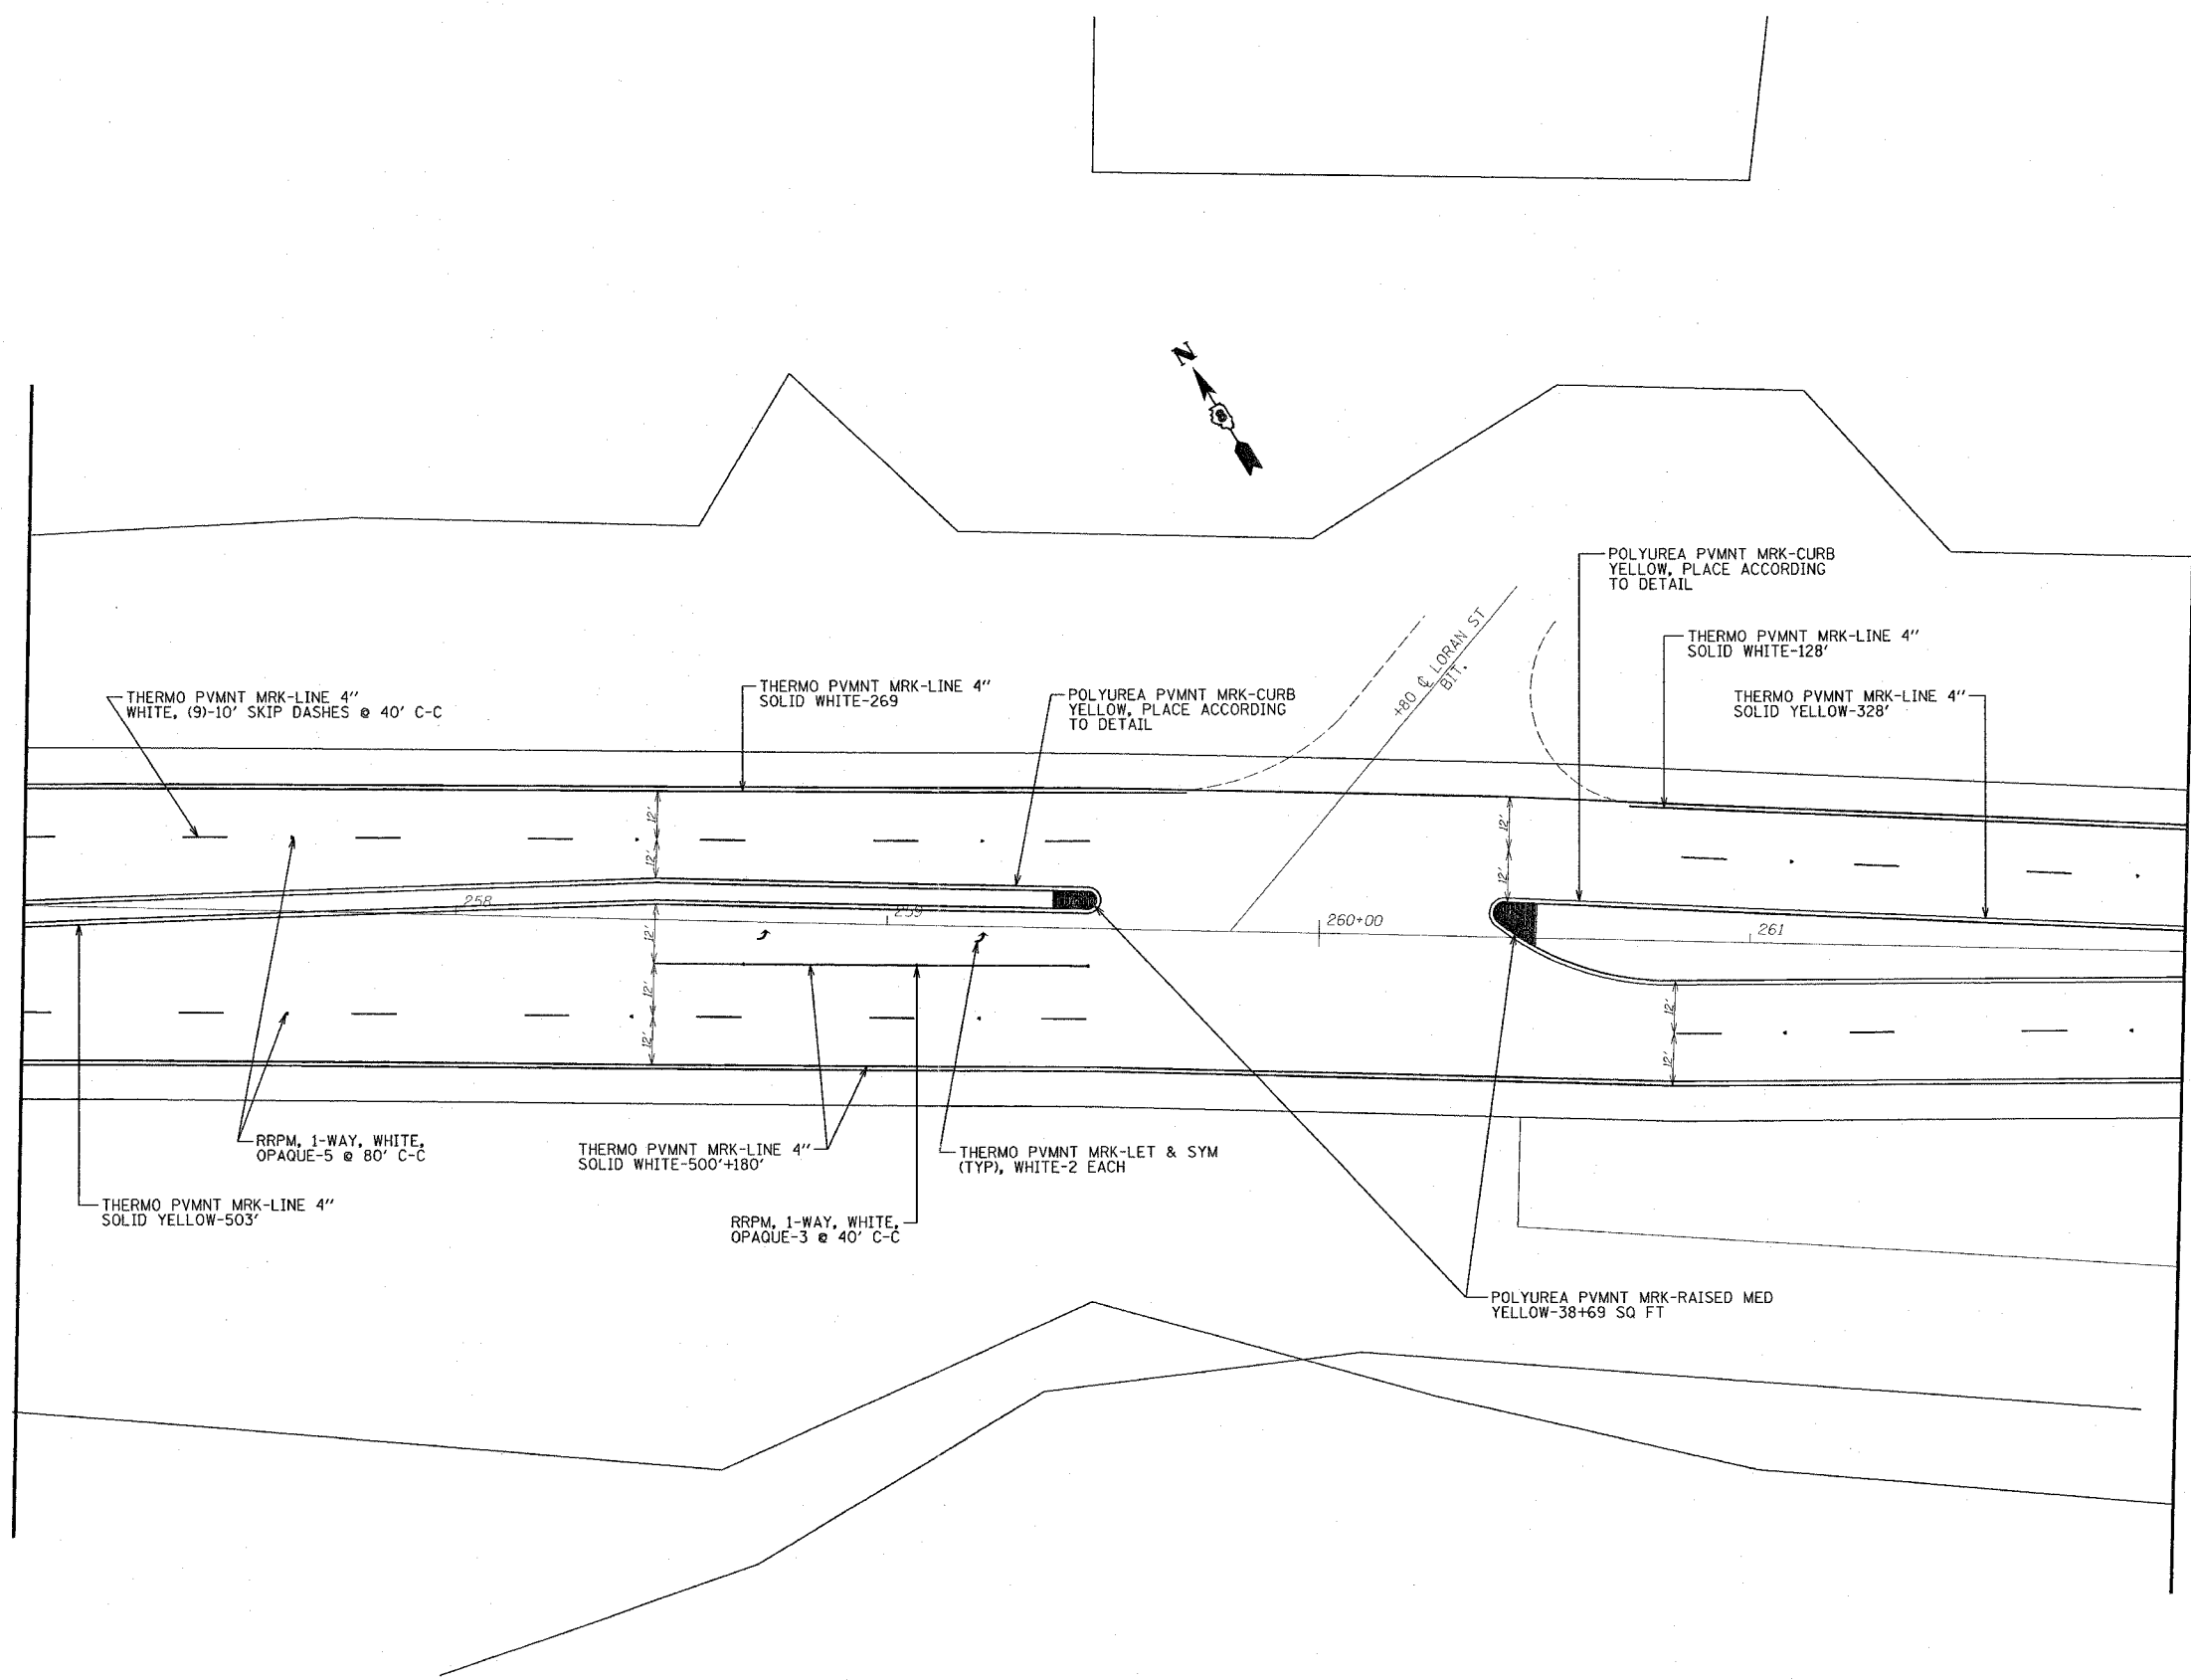 N
8
POLYUREA PVMNT MRK-CURB
YELLOW, PLACE ACCORDING
TO DETAIL
THERMO PVMNT MRK-LINE 4"
SOLID WHITE-128'
THERMO PVMNT MRK-LINE 4"
SOLID YELLOW-328'
+80 ℄ LORAN ST
BIT.
THERMO PVMNT MRK-LINE 4"
WHITE, (9)-10' SKIP DASHES @ 40' C-C
THERMO PVMNT MRK-LINE 4"
SOLID WHITE-269
POLYUREA PVMNT MRK-CURB
YELLOW, PLACE ACCORDING
TO DETAIL
12'
12'
12'
12'
258
259
260+00
261
12'
12'
12'
12'
12'
RRPM, 1-WAY, WHITE,
OPAQUE-5 @ 80' C-C
THERMO PVMNT MRK-LINE 4"
SOLID WHITE-500'+180'
THERMO PVMNT MRK-LET & SYM
(TYP), WHITE-2 EACH
THERMO PVMNT MRK-LINE 4"
SOLID YELLOW-503'
RRPM, 1-WAY, WHITE,
OPAQUE-3 @ 40' C-C
POLYUREA PVMNT MRK-RAISED MED
YELLOW-38+69 SQ FT